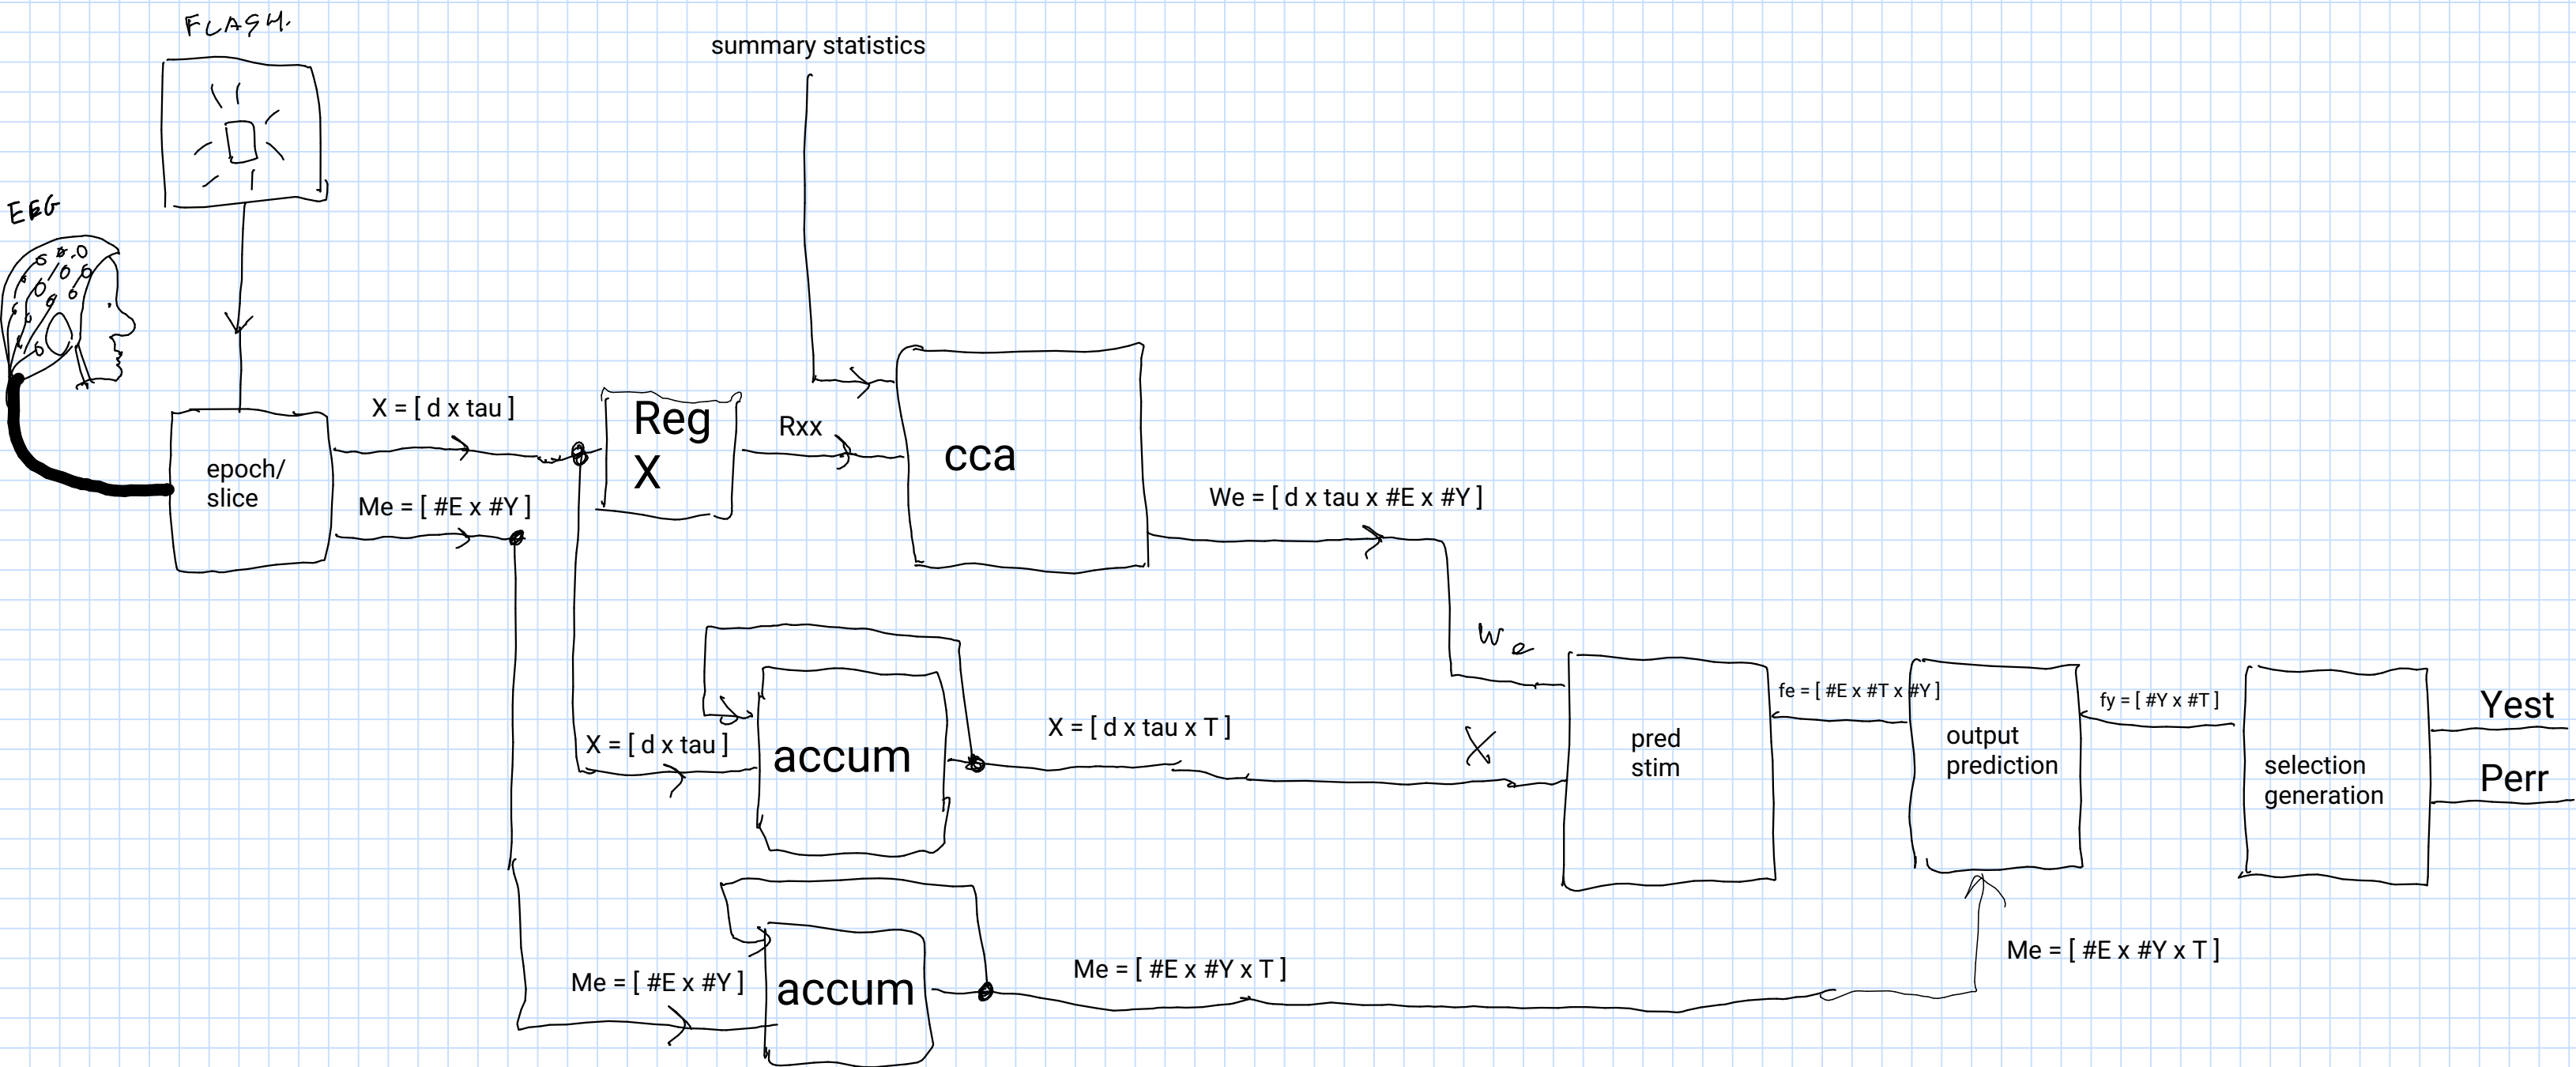 FLASH.
summary statistics
EEG
X = [ d x tau ]
Reg
X
Rxx
cca
epoch/
slice
Me = [ #E x #Y ]
We = [ d x tau x #E x #Y ]
We
fe = [ #E x #T x #Y ]
fy = [ #Y x #T ]
Yest
X = [ d x tau ]
accum
X = [ d x tau x T ]
X
pred
stim
output
prediction
selection
generation
Perr
Me = [ #E x #Y ]
accum
Me = [ #E x #Y x T ]
Me = [ #E x #Y x T ]